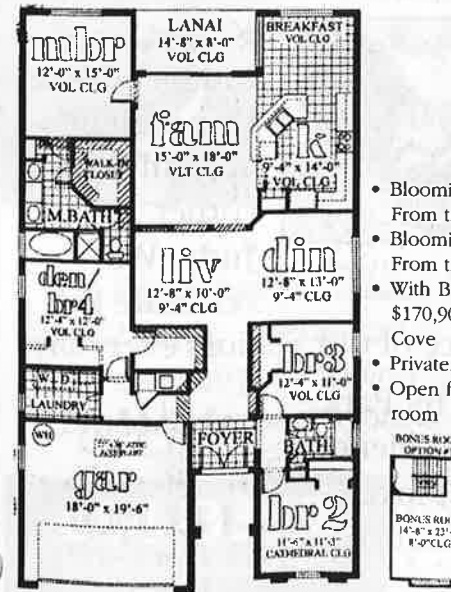 mbr
12'-0" x 15'-0"
VOL CLG
LANAI
14'-8" x 8'-0"
VOL CLG
BREAKFAST
VOL CLG
fam
15'-0" x 18'-0"
VLT CLG
k
9'-4" x 14'-0"
VOL CLG
WALK-IN
CLOSET
M.BATH
liv
12'-8" x 10'-0"
9'-4" CLG
din
12'-8" x 13'-0"
9'-4" CLG
den/
br4
12'-4" x 12'-0"
VOL CLG
br3
12'-4" x 11'-0"
VOL CLG
W D
LAUNDRY
WH
FOYER
BATH
gar
18'-0" x 19'-6"
br 2
11'-6" x 11'-3"
CATHEDRAL CLG
• Bloomi
From t
• Bloomi
From t
• With B
$170,90
Cove
• Private
• Open f
room
BONUS ROO
OPTION
BONUS ROO
14'-8" x 23'-
8'-0" CLG